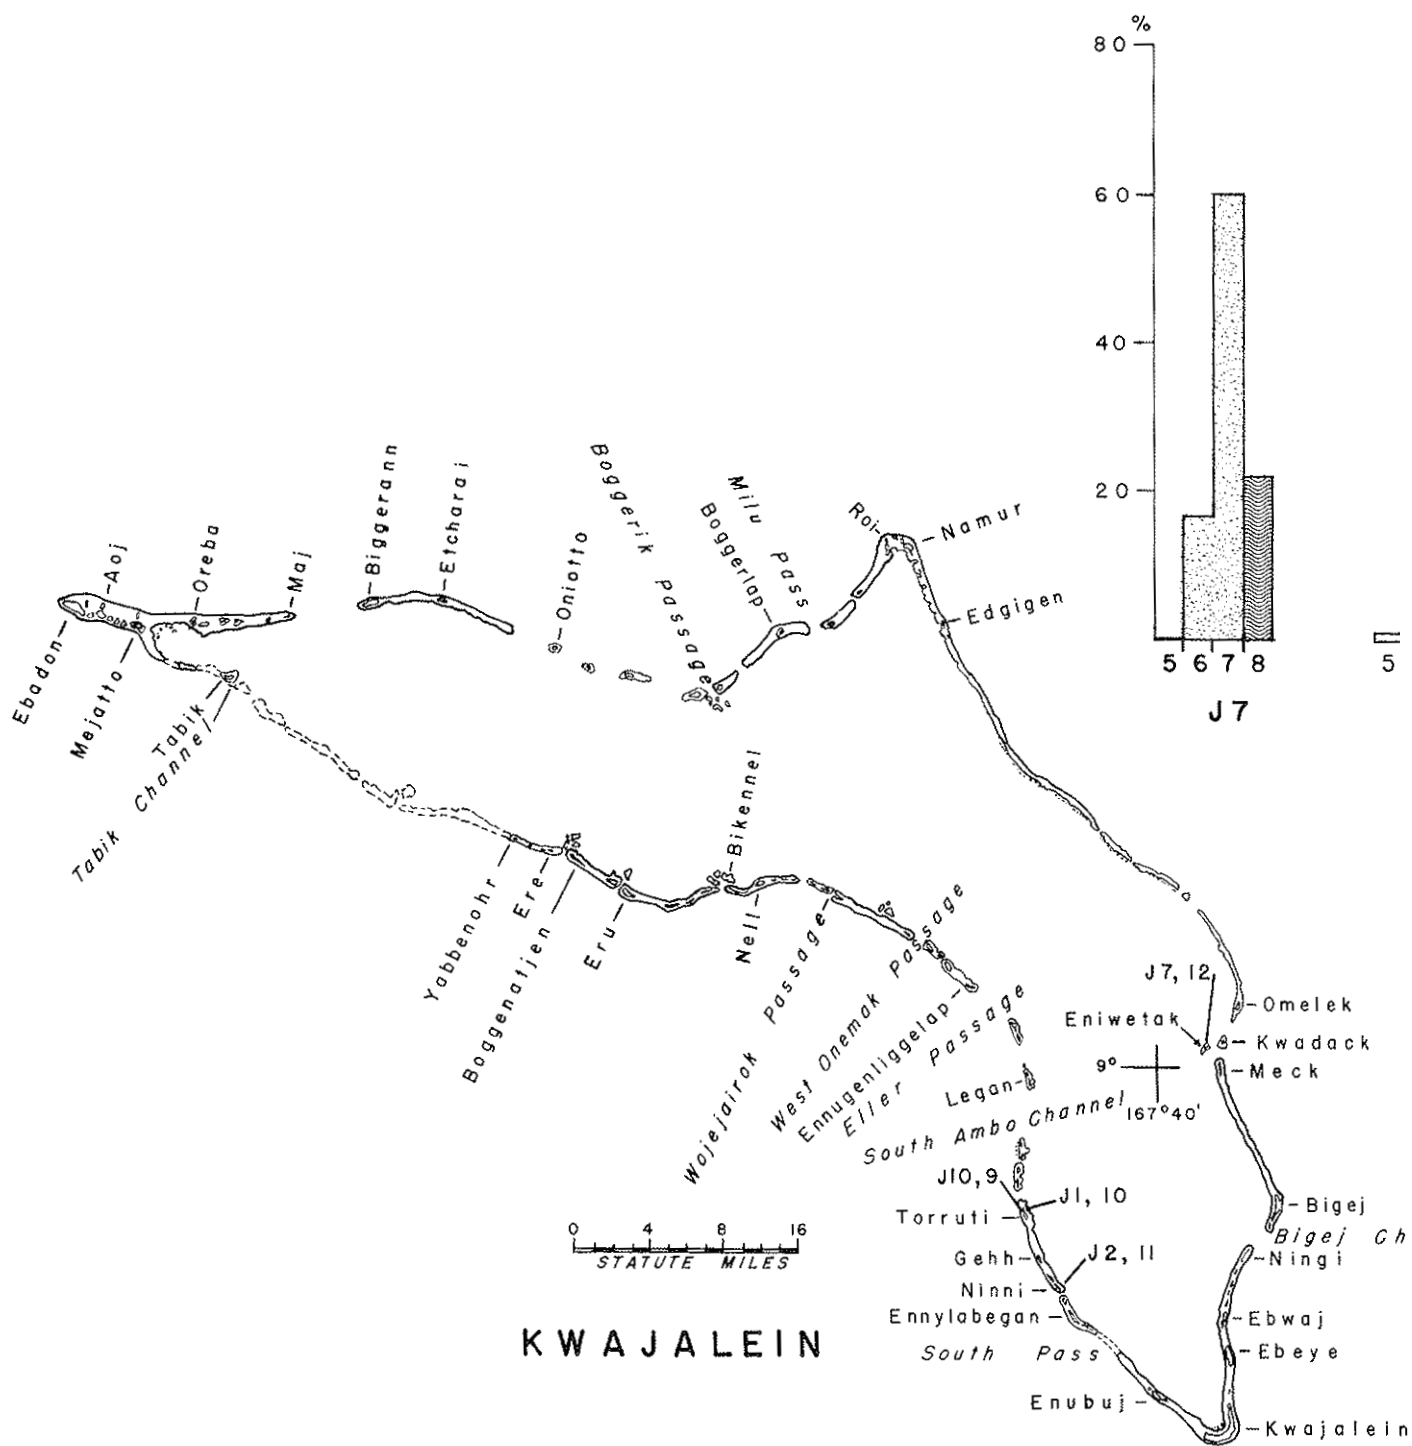 %
80
60
40
20
5 6 7 8
5
J7
Biggerann
Etcharai
Boggerik Passage
Milu Pass
Boggerlap
Roi
Namur
Oniotto
Aoj
Oreba
Maj
Edgigen
Ebadon
Mejatto
Tabik
Tabik Channel
Bikennel
Yabbenohr
Ere
Boggenatjen
Eru
Nell
Wojejairok Passage
West Onemak Passage
Ennugenliggelap
Eller Passage
J7, 12
Omelek
Eniwetak
Kwadack
9°
Meck
Legan
167°40'
South Ambo Channel
J10, 9
J1, 10
Bigej
Torruti
Bigej Ch
0 4 8 16
STATUTE MILES
Gehh
J2, 11
Ningi
Ninni
Ennylabegan
Ebwaj
KWAJALEIN
South Pass
Ebeye
Enubuj
Kwajalein